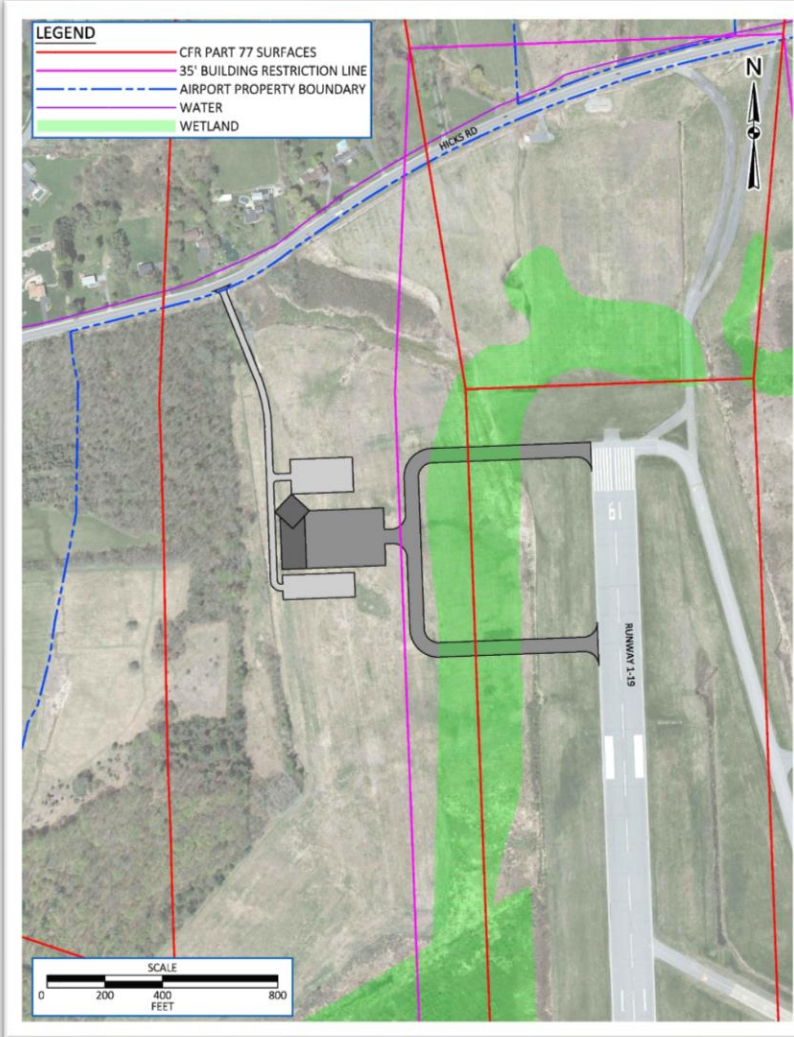 LEGEND
CFR PART 77 SURFACES
35' BUILDING RESTRICTION LINE
AIRPORT PROPERTY BOUNDARY
WATER
WETLAND
N
HICKS RD
19
RUNWAY 1-19
SCALE
0 200 400 800
FEET